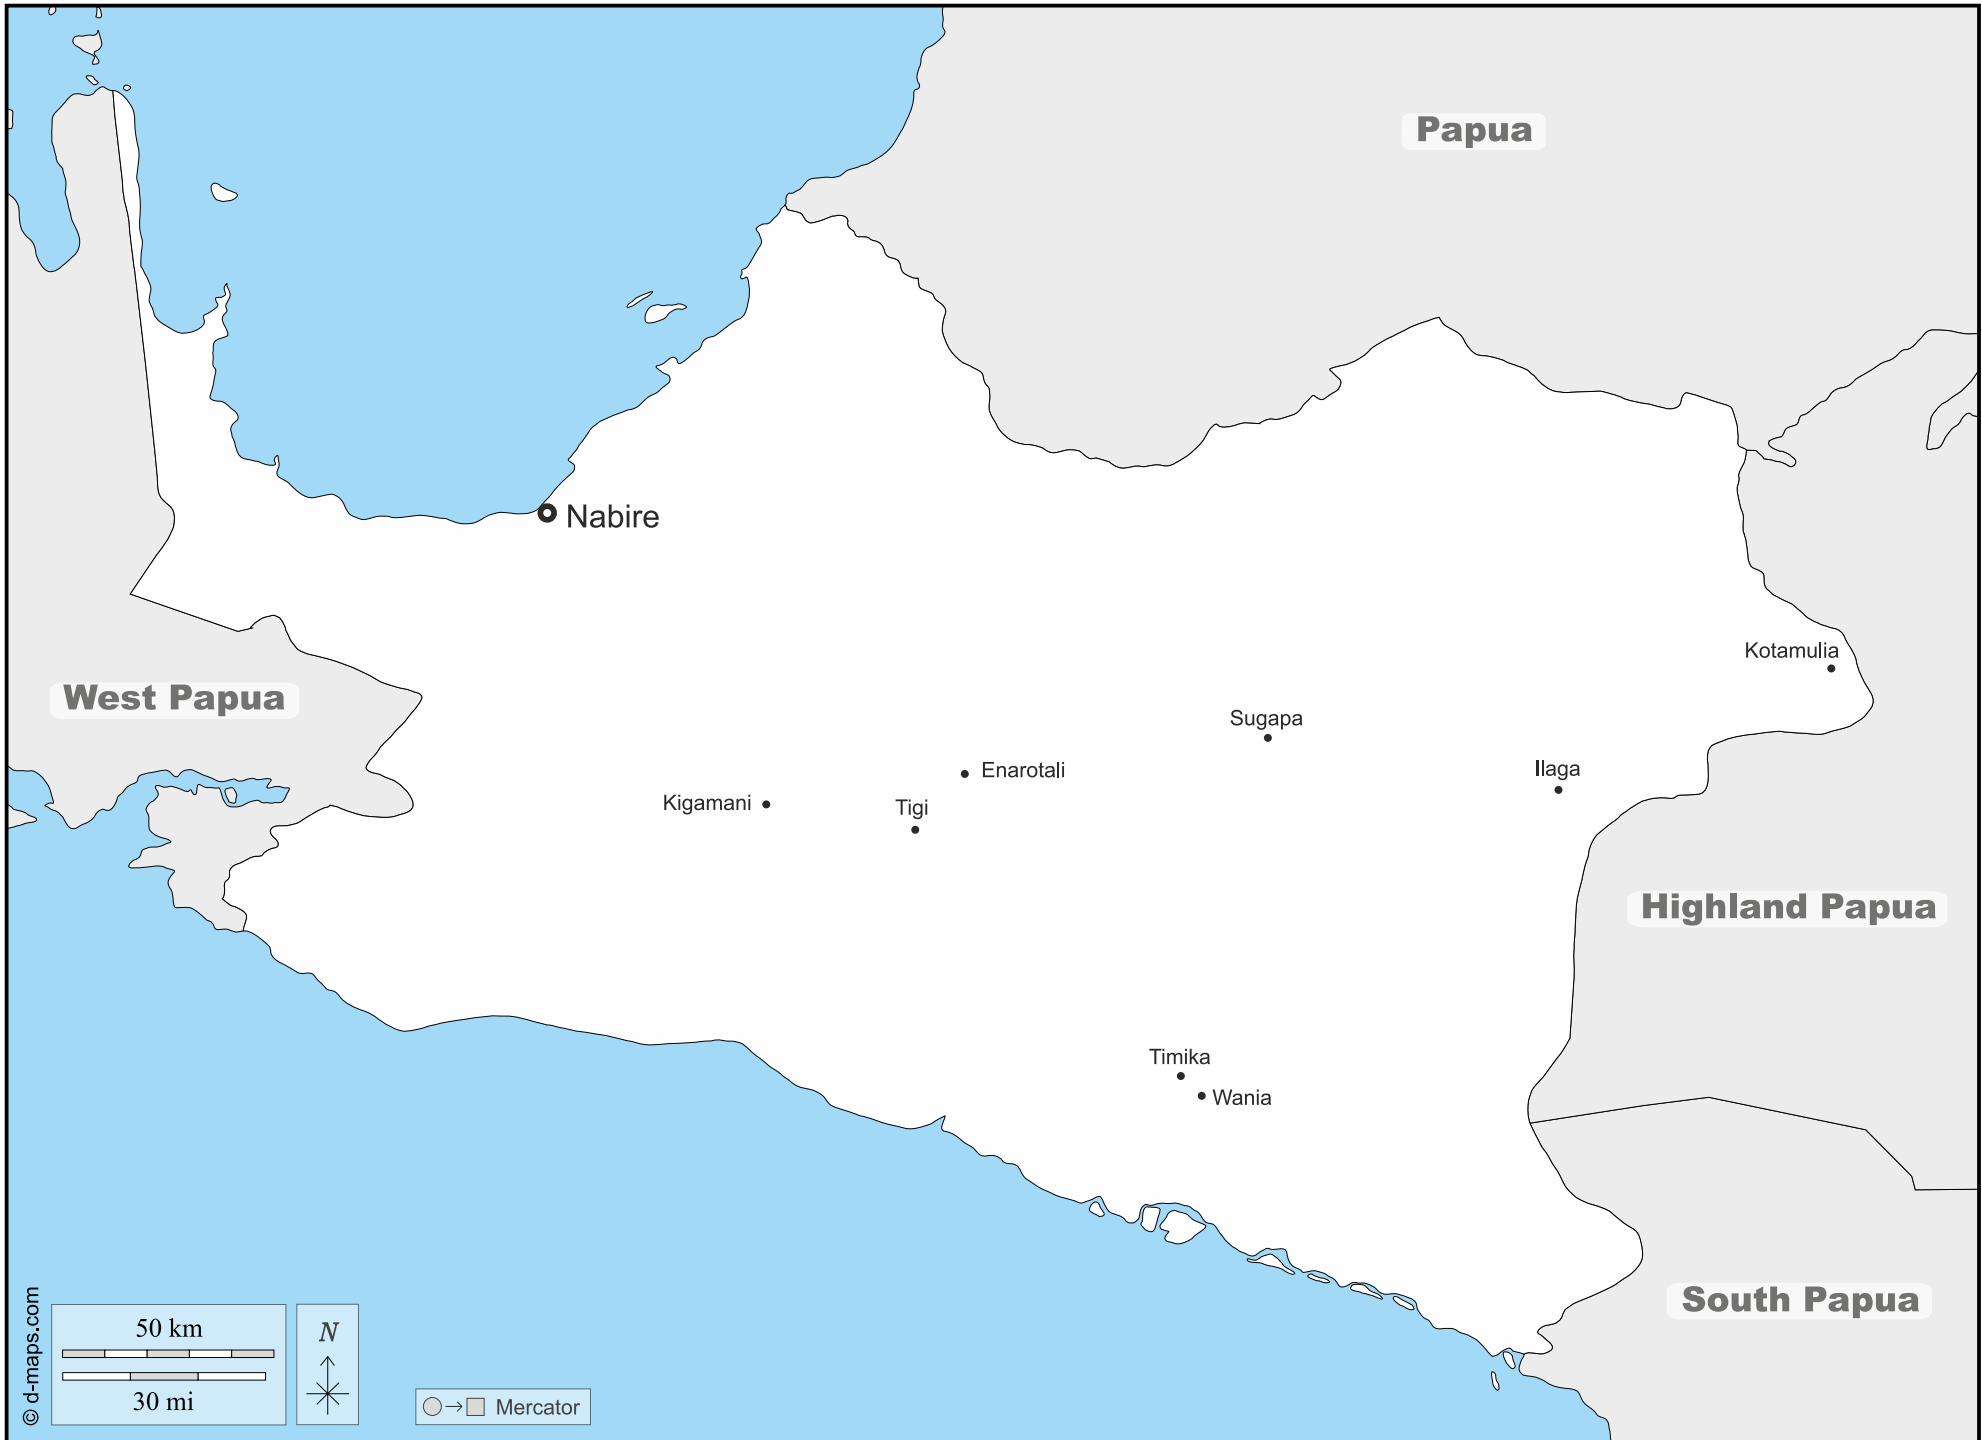 Papua
Nabire
Kotamulia
West Papua
Sugapa
Enarotali
Ilaga
Kigamani
Tigi
Highland Papua
Timika
Wania
South Papua
© d-maps.com
50 km
30 mi
N
Mercator